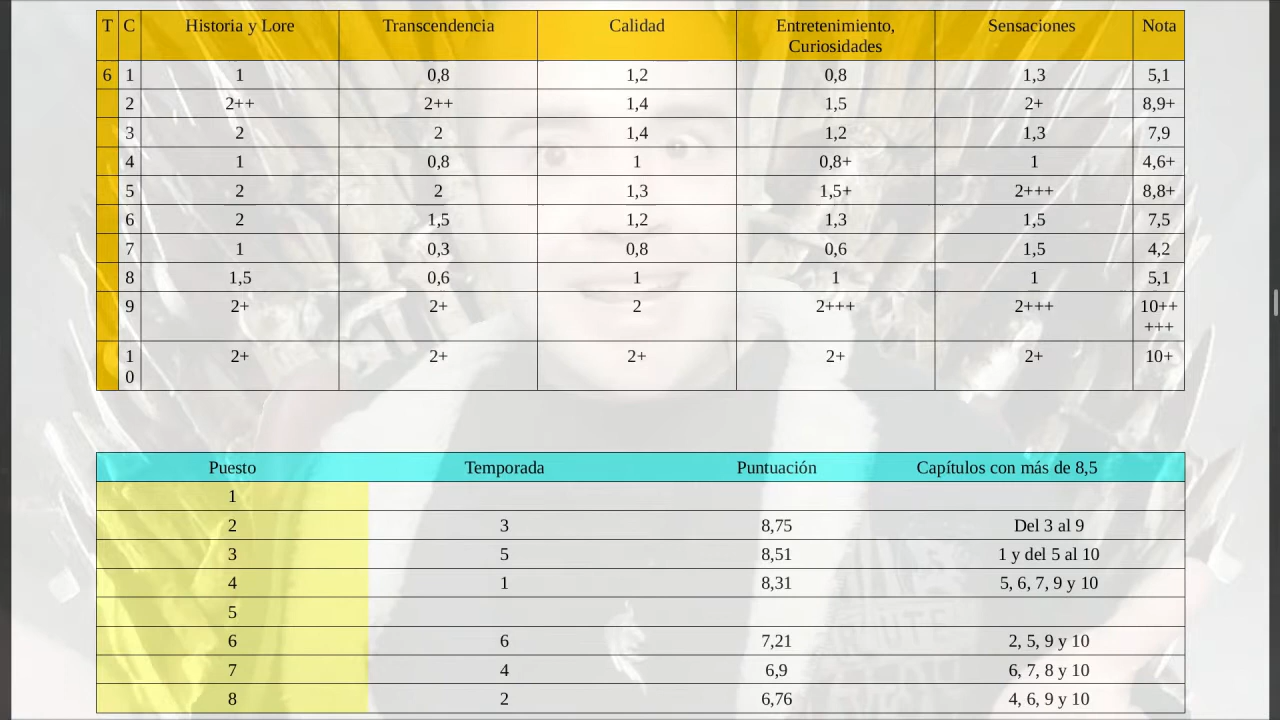 T C Historia y Lore Transcendencia Calidad Entretenimiento, Curiosidades Sensaciones Nota
6 1 1 0,8 1,2 0,8 1,3 5,1
2 2++ 2++ 1,4 1,5 2+ 8,9+
3 2 2 1,4 1,2 1,3 7,9
4 1 0,8 1 0,8+ 1 4,6+
5 2 2 1,3 1,5+ 2+++ 8,8+
6 2 1,5 1,2 1,3 1,5 7,5
7 1 0,3 0,8 0,6 1,5 4,2
8 1,5 0,6 1 1 1 5,1
9 2+ 2+ 2 2+++ 2+++ 10++ +++
10 2+ 2+ 2+ 2+ 2+ 10+
Puesto Temporada Puntuación Capítulos con más de 8,5
1
2 3 8,75 Del 3 al 9
3 5 8,51 1 y del 5 al 10
4 1 8,31 5, 6, 7, 9 y 10
5
6 6 7,21 2, 5, 9 y 10
7 4 6,9 6, 7, 8 y 10
8 2 6,76 4, 6, 9 y 10